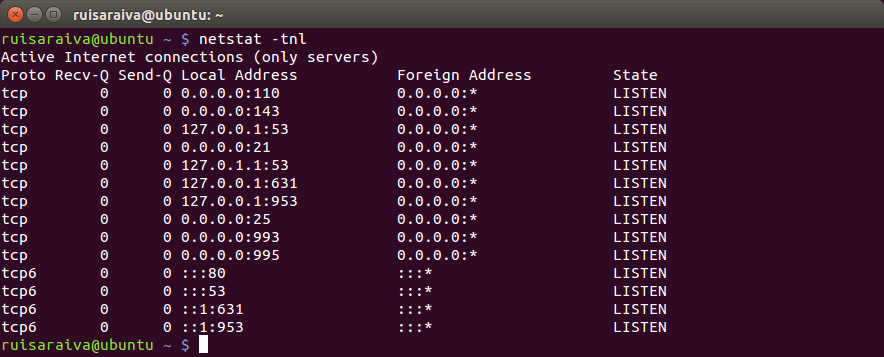 ruisaraiva@ubuntu: ~
ruisaraiva@ubuntu ~ $ netstat -tnl
Active Internet connections (only servers)
Proto Recv-Q Send-Q Local Address           Foreign Address         State
tcp        0      0 0.0.0.0:110             0.0.0.0:*               LISTEN
tcp        0      0 0.0.0.0:143             0.0.0.0:*               LISTEN
tcp        0      0 127.0.0.1:53            0.0.0.0:*               LISTEN
tcp        0      0 0.0.0.0:21              0.0.0.0:*               LISTEN
tcp        0      0 127.0.1.1:53            0.0.0.0:*               LISTEN
tcp        0      0 127.0.0.1:631           0.0.0.0:*               LISTEN
tcp        0      0 127.0.0.1:953           0.0.0.0:*               LISTEN
tcp        0      0 0.0.0.0:25              0.0.0.0:*               LISTEN
tcp        0      0 0.0.0.0:993             0.0.0.0:*               LISTEN
tcp        0      0 0.0.0.0:995             0.0.0.0:*               LISTEN
tcp6       0      0 :::80                   :::*                    LISTEN
tcp6       0      0 :::53                   :::*                    LISTEN
tcp6       0      0 ::1:631                 :::*                    LISTEN
tcp6       0      0 ::1:953                 :::*                    LISTEN
ruisaraiva@ubuntu ~ $